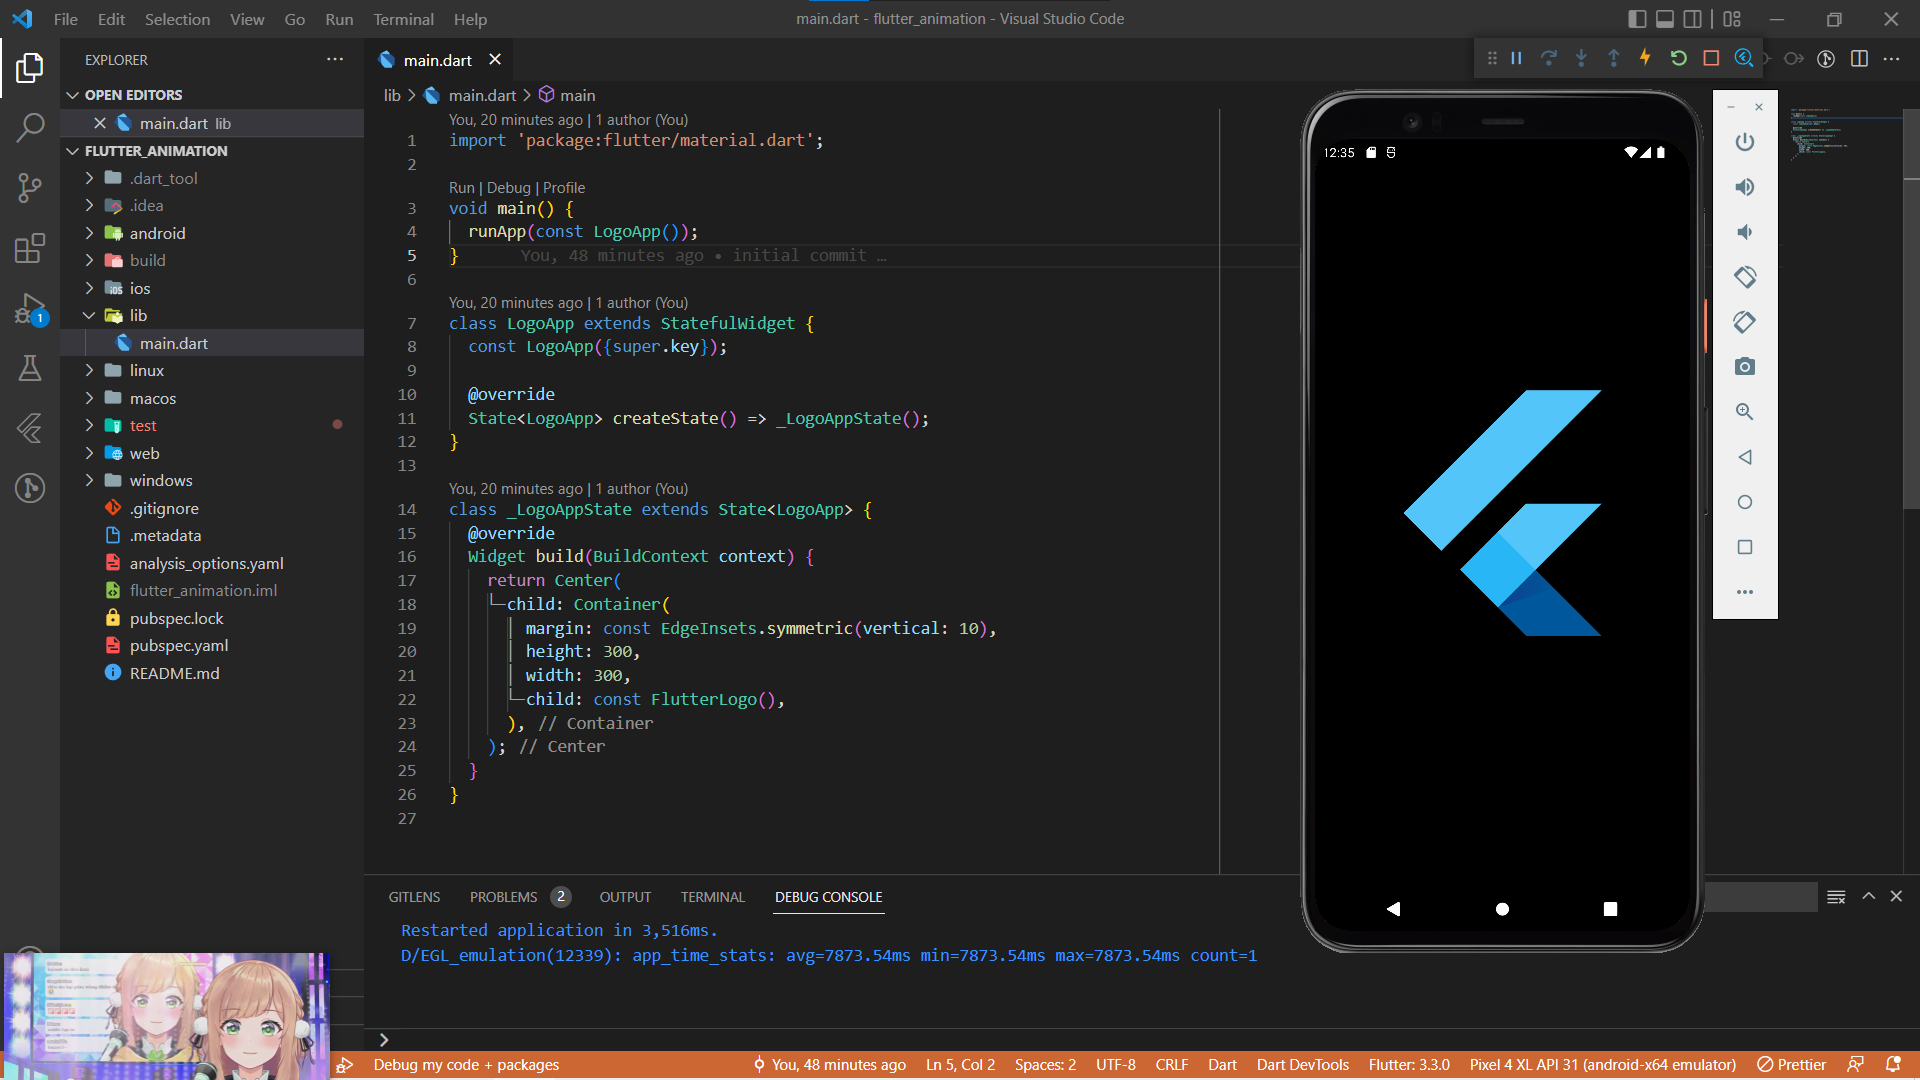 File Edit Selection View Go Run Terminal Help
main.dart - flutter_animation - Visual Studio Code
EXPLORER
OPEN EDITORS
main.dart lib
FLUTTER_ANIMATION
.dart_tool
.idea
android
build
ios
lib
main.dart
linux
macos
test
web
windows
.gitignore
.metadata
analysis_options.yaml
flutter_animation.iml
pubspec.lock
pubspec.yaml
README.md
1
main.dart
lib > main.dart > main
You, 20 minutes ago | 1 author (You)
1 import 'package:flutter/material.dart';
2
Run | Debug | Profile
3 void main() {
4 runApp(const LogoApp());
5 } You, 48 minutes ago • initial commit …
6
You, 20 minutes ago | 1 author (You)
7 class LogoApp extends StatefulWidget {
8 const LogoApp({super.key});
9
10 @override
11 State<LogoApp> createState() => _LogoAppState();
12 }
13
You, 20 minutes ago | 1 author (You)
14 class _LogoAppState extends State<LogoApp> {
15 @override
16 Widget build(BuildContext context) {
17 return Center(
18 child: Container(
19 margin: const EdgeInsets.symmetric(vertical: 10),
20 height: 300,
21 width: 300,
22 child: const FlutterLogo(),
23 ), // Container
24 ); // Center
25 }
26 }
27
12:35
GITLENS PROBLEMS 2 OUTPUT TERMINAL DEBUG CONSOLE
Restarted application in 3,516ms.
D/EGL_emulation(12339): app_time_stats: avg=7873.54ms min=7873.54ms max=7873.54ms count=1
Debug my code + packages
You, 48 minutes ago Ln 5, Col 2 Spaces: 2 UTF-8 CRLF Dart Dart DevTools Flutter: 3.3.0 Pixel 4 XL API 31 (android-x64 emulator) Prettier